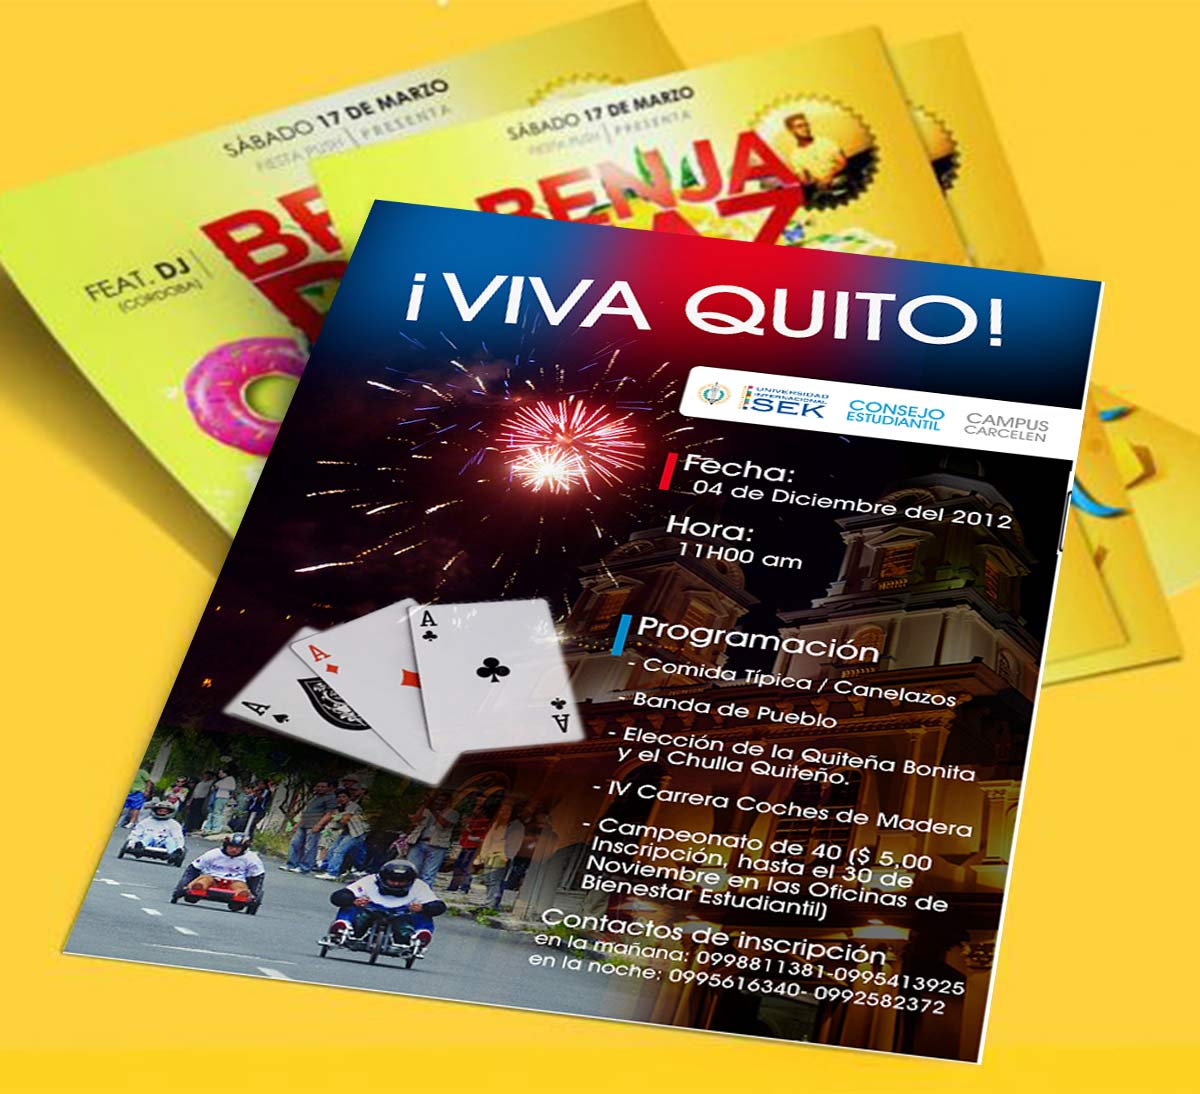 SÁBADO 17 DE MARZO
FIESTA PUSH | PRESENTA
FEAT. DJ
(CORDOBA)
SÁBADO 17 DE MARZO
FIESTA PUSH | PRESENTA
BENJA
¡VIVA QUITO!
UNIVERSIDAD
INTERNACIONAL
SEK
CONSEJO
ESTUDIANTIL
CAMPUS
CARCELEN
Fecha:
04 de Diciembre del 2012
Hora:
11H00 am
A
A
A
A
A
Programación
- Comida Típica / Canelazos
- Banda de Pueblo
- Elección de la Quiteña Bonita
y el Chulla Quiteño.
- IV Carrera Coches de Madera
- Campeonato de 40 ($ 5,00
Inscripción, hasta el 30 de
Noviembre en las Oficinas de
Bienestar Estudiantil)
Contactos de inscripción
en la mañana: 0998811381-0995413925
en la noche: 0995616340- 0992582372